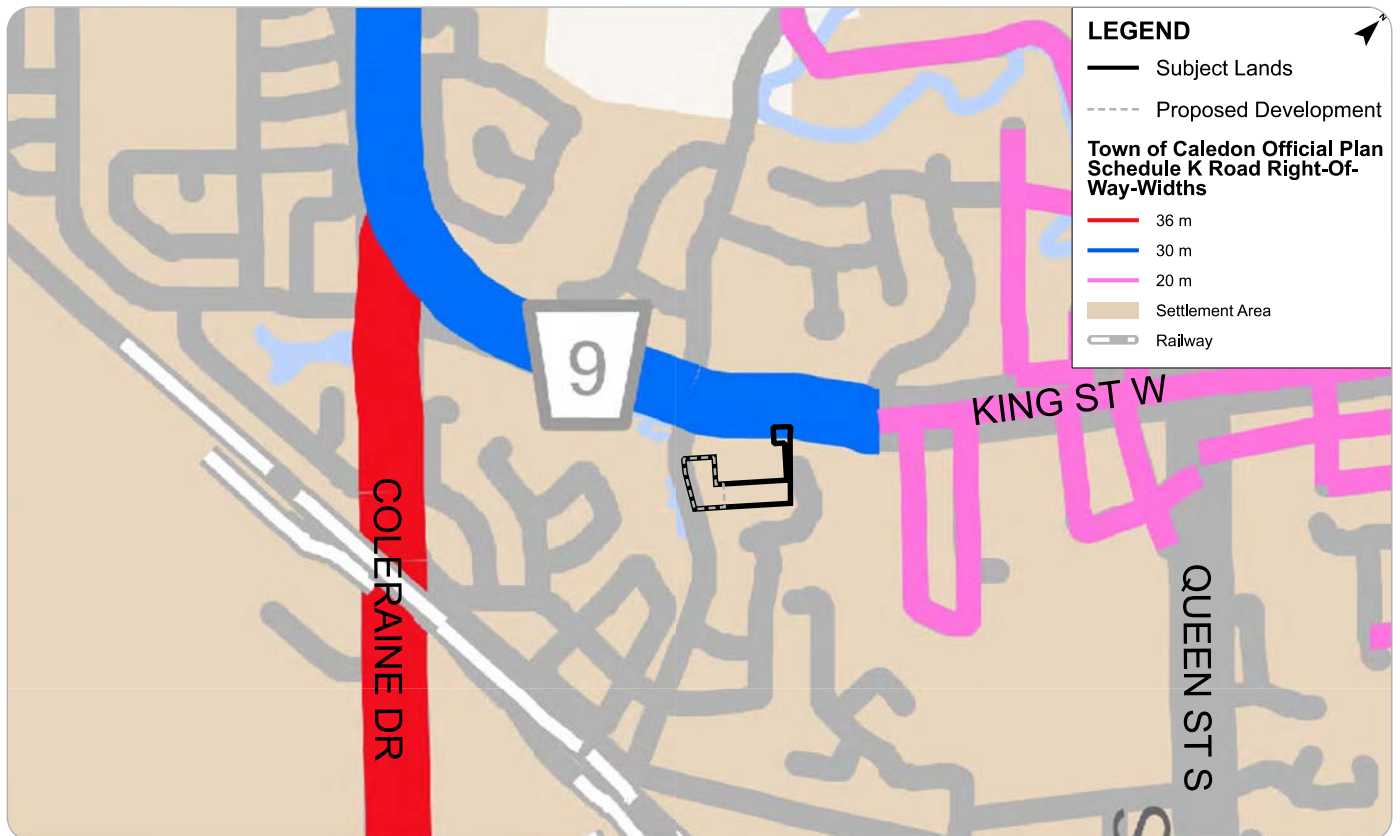 LEGEND
N
Subject Lands
Proposed Development
Town of Caledon Official Plan
Schedule K Road Right-Of-
Way-Widths
36 m
30 m
20 m
Settlement Area
Railway
9
KING ST W
COLERAINE DR
QUEEN ST S
S